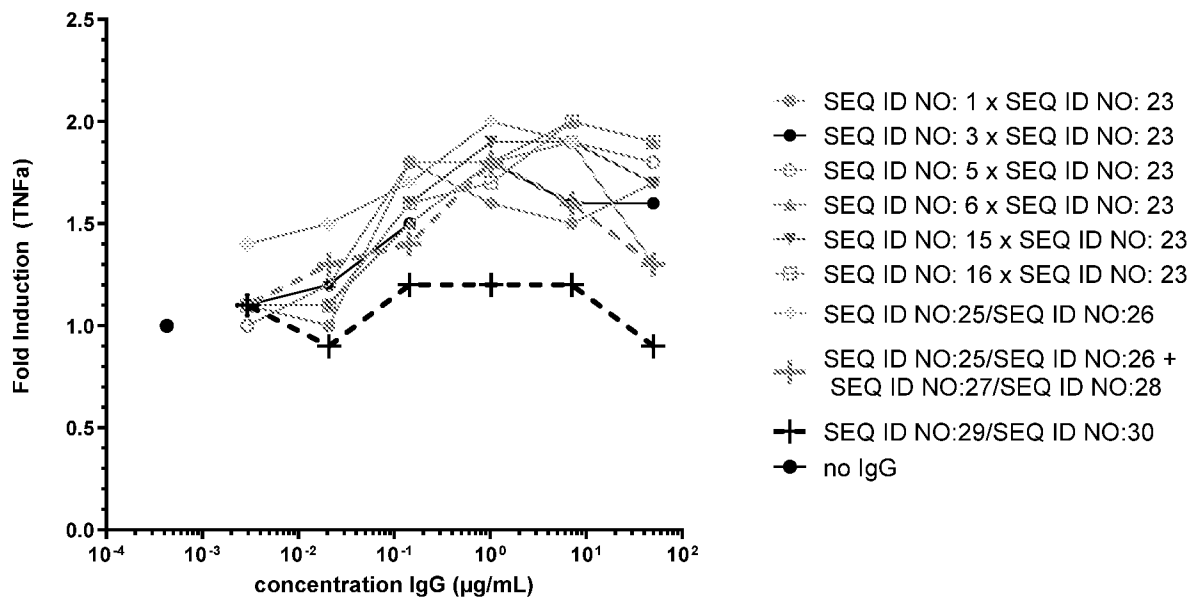 2.5
2.0
1.5
1.0
0.5
0.0
Fold Induction (TNFa)
10-4
10-3
10-2
10-1
100
101
102
concentration IgG (µg/mL)
SEQ ID NO: 1 x SEQ ID NO: 23
SEQ ID NO: 3 x SEQ ID NO: 23
SEQ ID NO: 5 x SEQ ID NO: 23
SEQ ID NO: 6 x SEQ ID NO: 23
SEQ ID NO: 15 x SEQ ID NO: 23
SEQ ID NO: 16 x SEQ ID NO: 23
SEQ ID NO:25/SEQ ID NO:26
SEQ ID NO:25/SEQ ID NO:26 +
SEQ ID NO:27/SEQ ID NO:28
SEQ ID NO:29/SEQ ID NO:30
no IgG